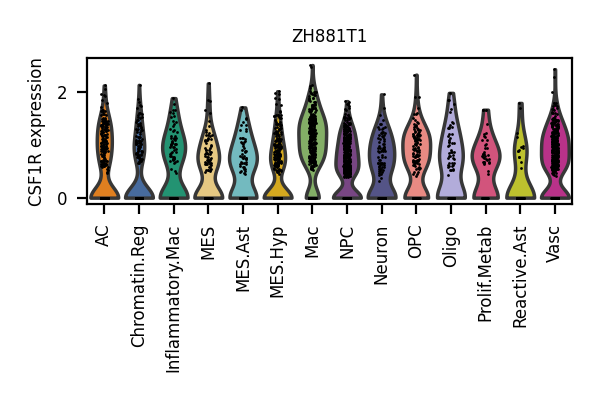 ZH881T1
CSF1R expression
2
0
AC
Chromatin.Reg
Inflammatory.Mac
MES
MES.Ast
MES.Hyp
Mac
NPC
Neuron
OPC
Oligo
Prolif.Metab
Reactive.Ast
Vasc